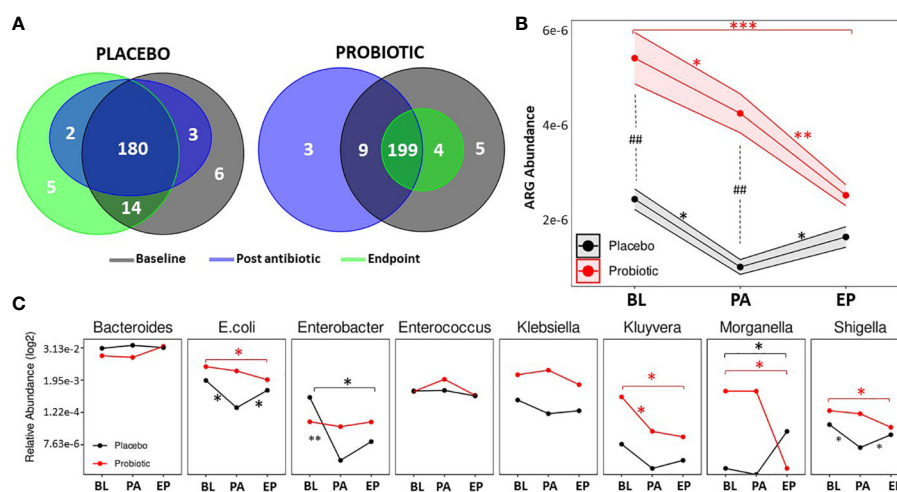 A
PLACEBO
PROBIOTIC
2
3
180
5
6
14
3
9
199
4
5
Baseline
Post antibiotic
Endpoint
B
ARG Abundance
6e-6
4e-6
2e-6
***
*
**
##
##
*
*
Placebo
Probiotic
BL PA EP
C
Relative Abundance (log2)
3.13e-2
1.95e-3
1.22e-4
7.63e-6
Bacteroides
Placebo
Probiotic
BL PA EP
E.coli
*
* *
BL PA EP
Enterobacter
*
**
BL PA EP
Enterococcus
BL PA EP
Klebsiella
BL PA EP
Kluyvera
*
*
BL PA EP
Morganella
*
*
BL PA EP
Shigella
*
* *
BL PA EP